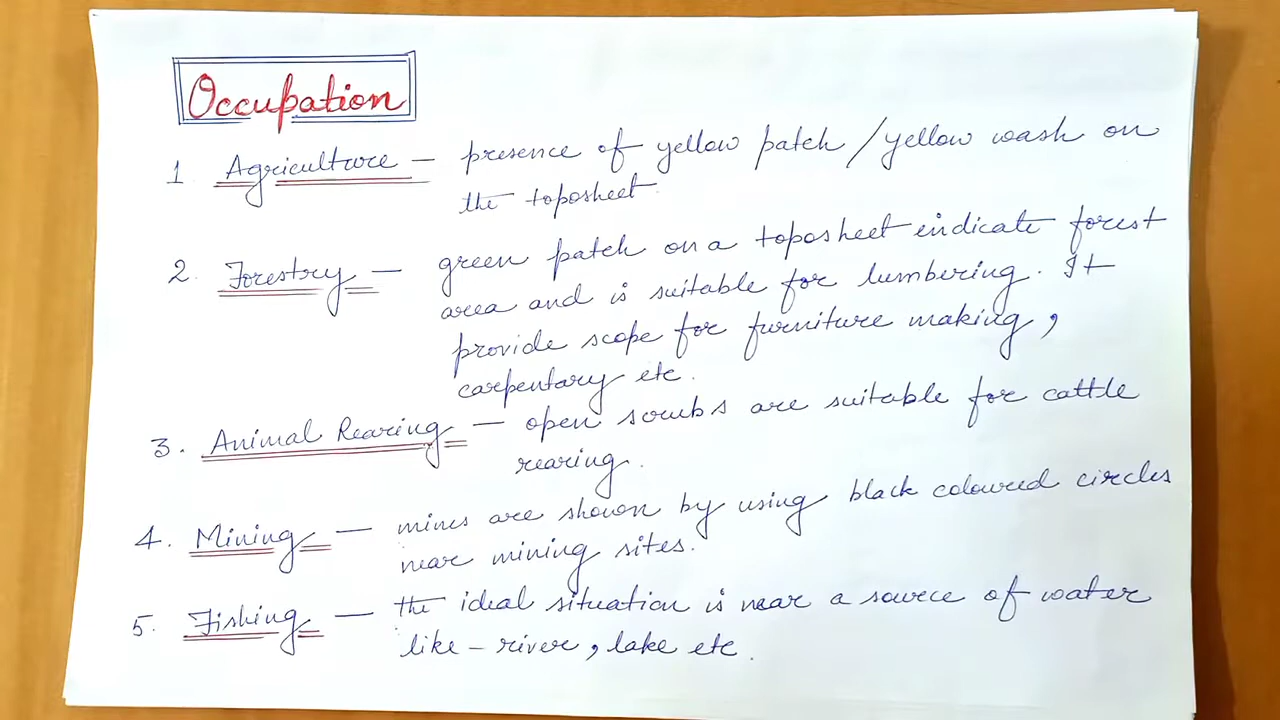 Occupation
1 Agriculture - presence of yellow patch / yellow wash on
the toposheet.
2. Forestry - green patch on a toposheet indicate forest
area and is suitable for lumbering. It
provide scope for furniture making,
carpentary etc.
3. Animal Rearing - open scrubs are suitable for cattle
rearing.
4. Mining - mines are shown by using black coloured circles
near mining sites.
5. Fishing - the ideal situation is near a source of water
like - river, lake etc.